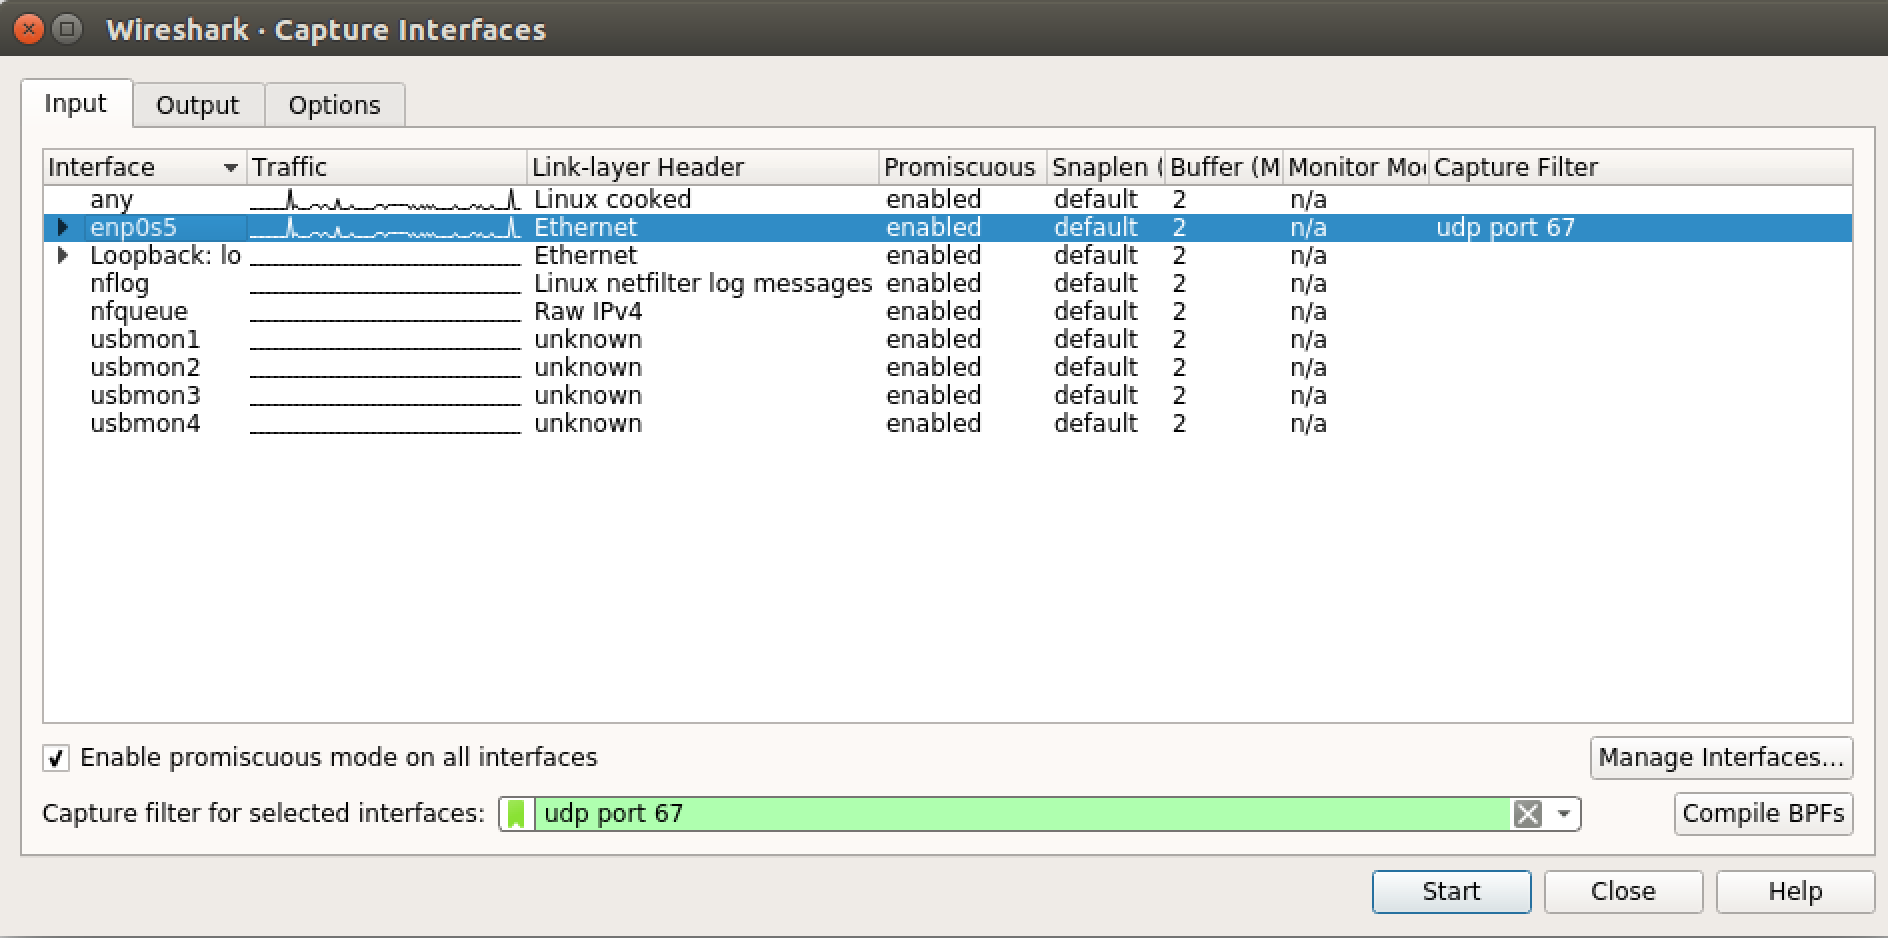 Wireshark · Capture Interfaces
Input Output Options
Interface Traffic Link-layer Header Promiscuous Snaplen ( Buffer (M Monitor Mo Capture Filter
any Linux cooked enabled default 2 n/a
enp0s5 Ethernet enabled default 2 n/a udp port 67
Loopback: lo Ethernet enabled default 2 n/a
nflog Linux netfilter log messages enabled default 2 n/a
nfqueue Raw IPv4 enabled default 2 n/a
usbmon1 unknown enabled default 2 n/a
usbmon2 unknown enabled default 2 n/a
usbmon3 unknown enabled default 2 n/a
usbmon4 unknown enabled default 2 n/a
Enable promiscuous mode on all interfaces Manage Interfaces...
Capture filter for selected interfaces: udp port 67 Compile BPFs
Start Close Help